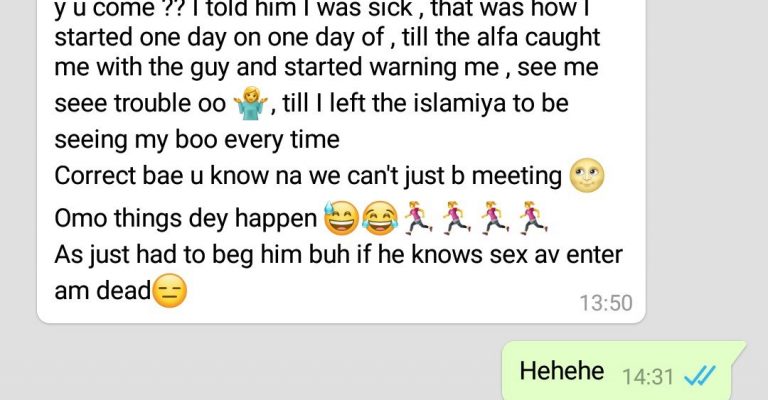 y u come ?? I told him I was sick , that was how I
started one day on one day of , till the alfa caught
me with the guy and started warning me , see me
seee trouble oo 🤷 , till I left the islamiya to be
seeing my boo every time
Correct bae u know na we can't just b meeting 🌝
Omo things dey happen 😅😂🏃‍♀️🏃‍♀️🏃‍♀️🏃‍♀️
As just had to beg him buh if he knows sex av enter
am dead😑
13:50
Hehehe 14:31